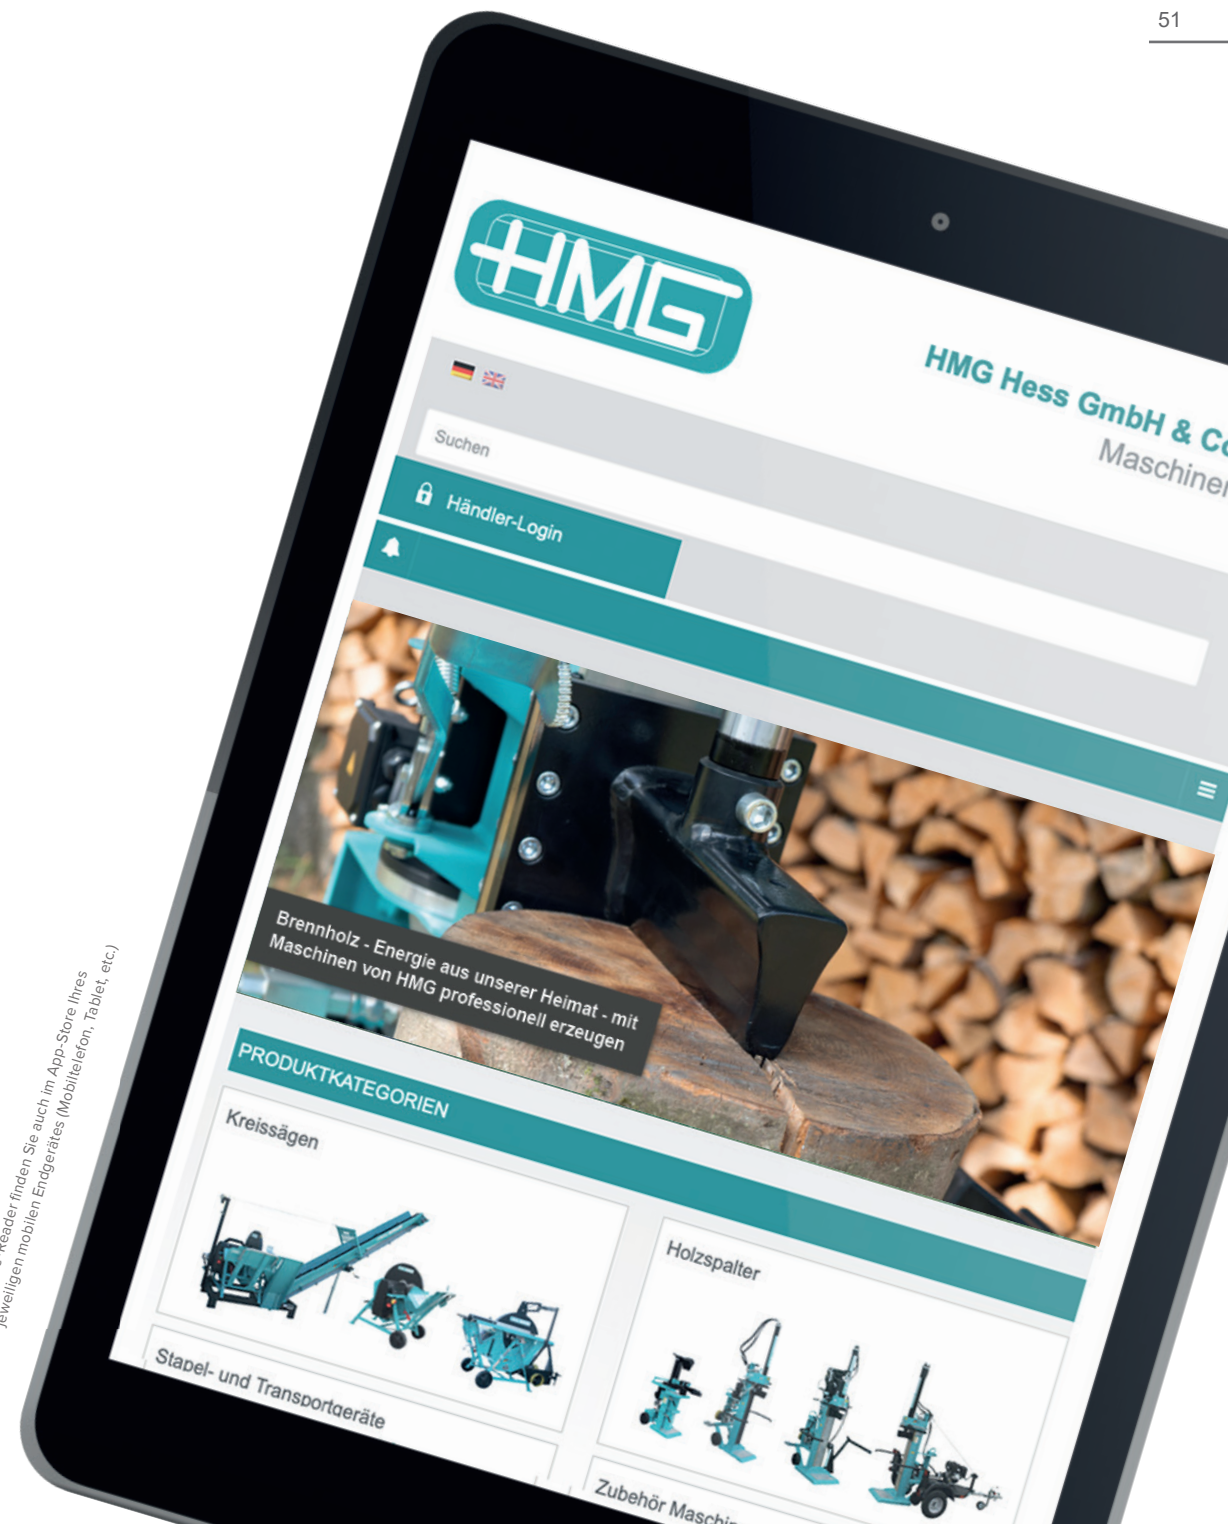 51
HMG
HMG Hess GmbH & Co
Maschinen
Suchen
Händler-Login
Brennholz - Energie aus unserer Heimat - mit
Maschinen von HMG professionell erzeugen
PRODUKTKATEGORIEN
Kreissägen
Holzspalter
Stapel- und Transportgeräte
Zubehör Maschin
Reader finden Sie auch im App-Store Ihres
jeweiligen mobilen Endgerätes (Mobiltelefon, Tablet, etc.)